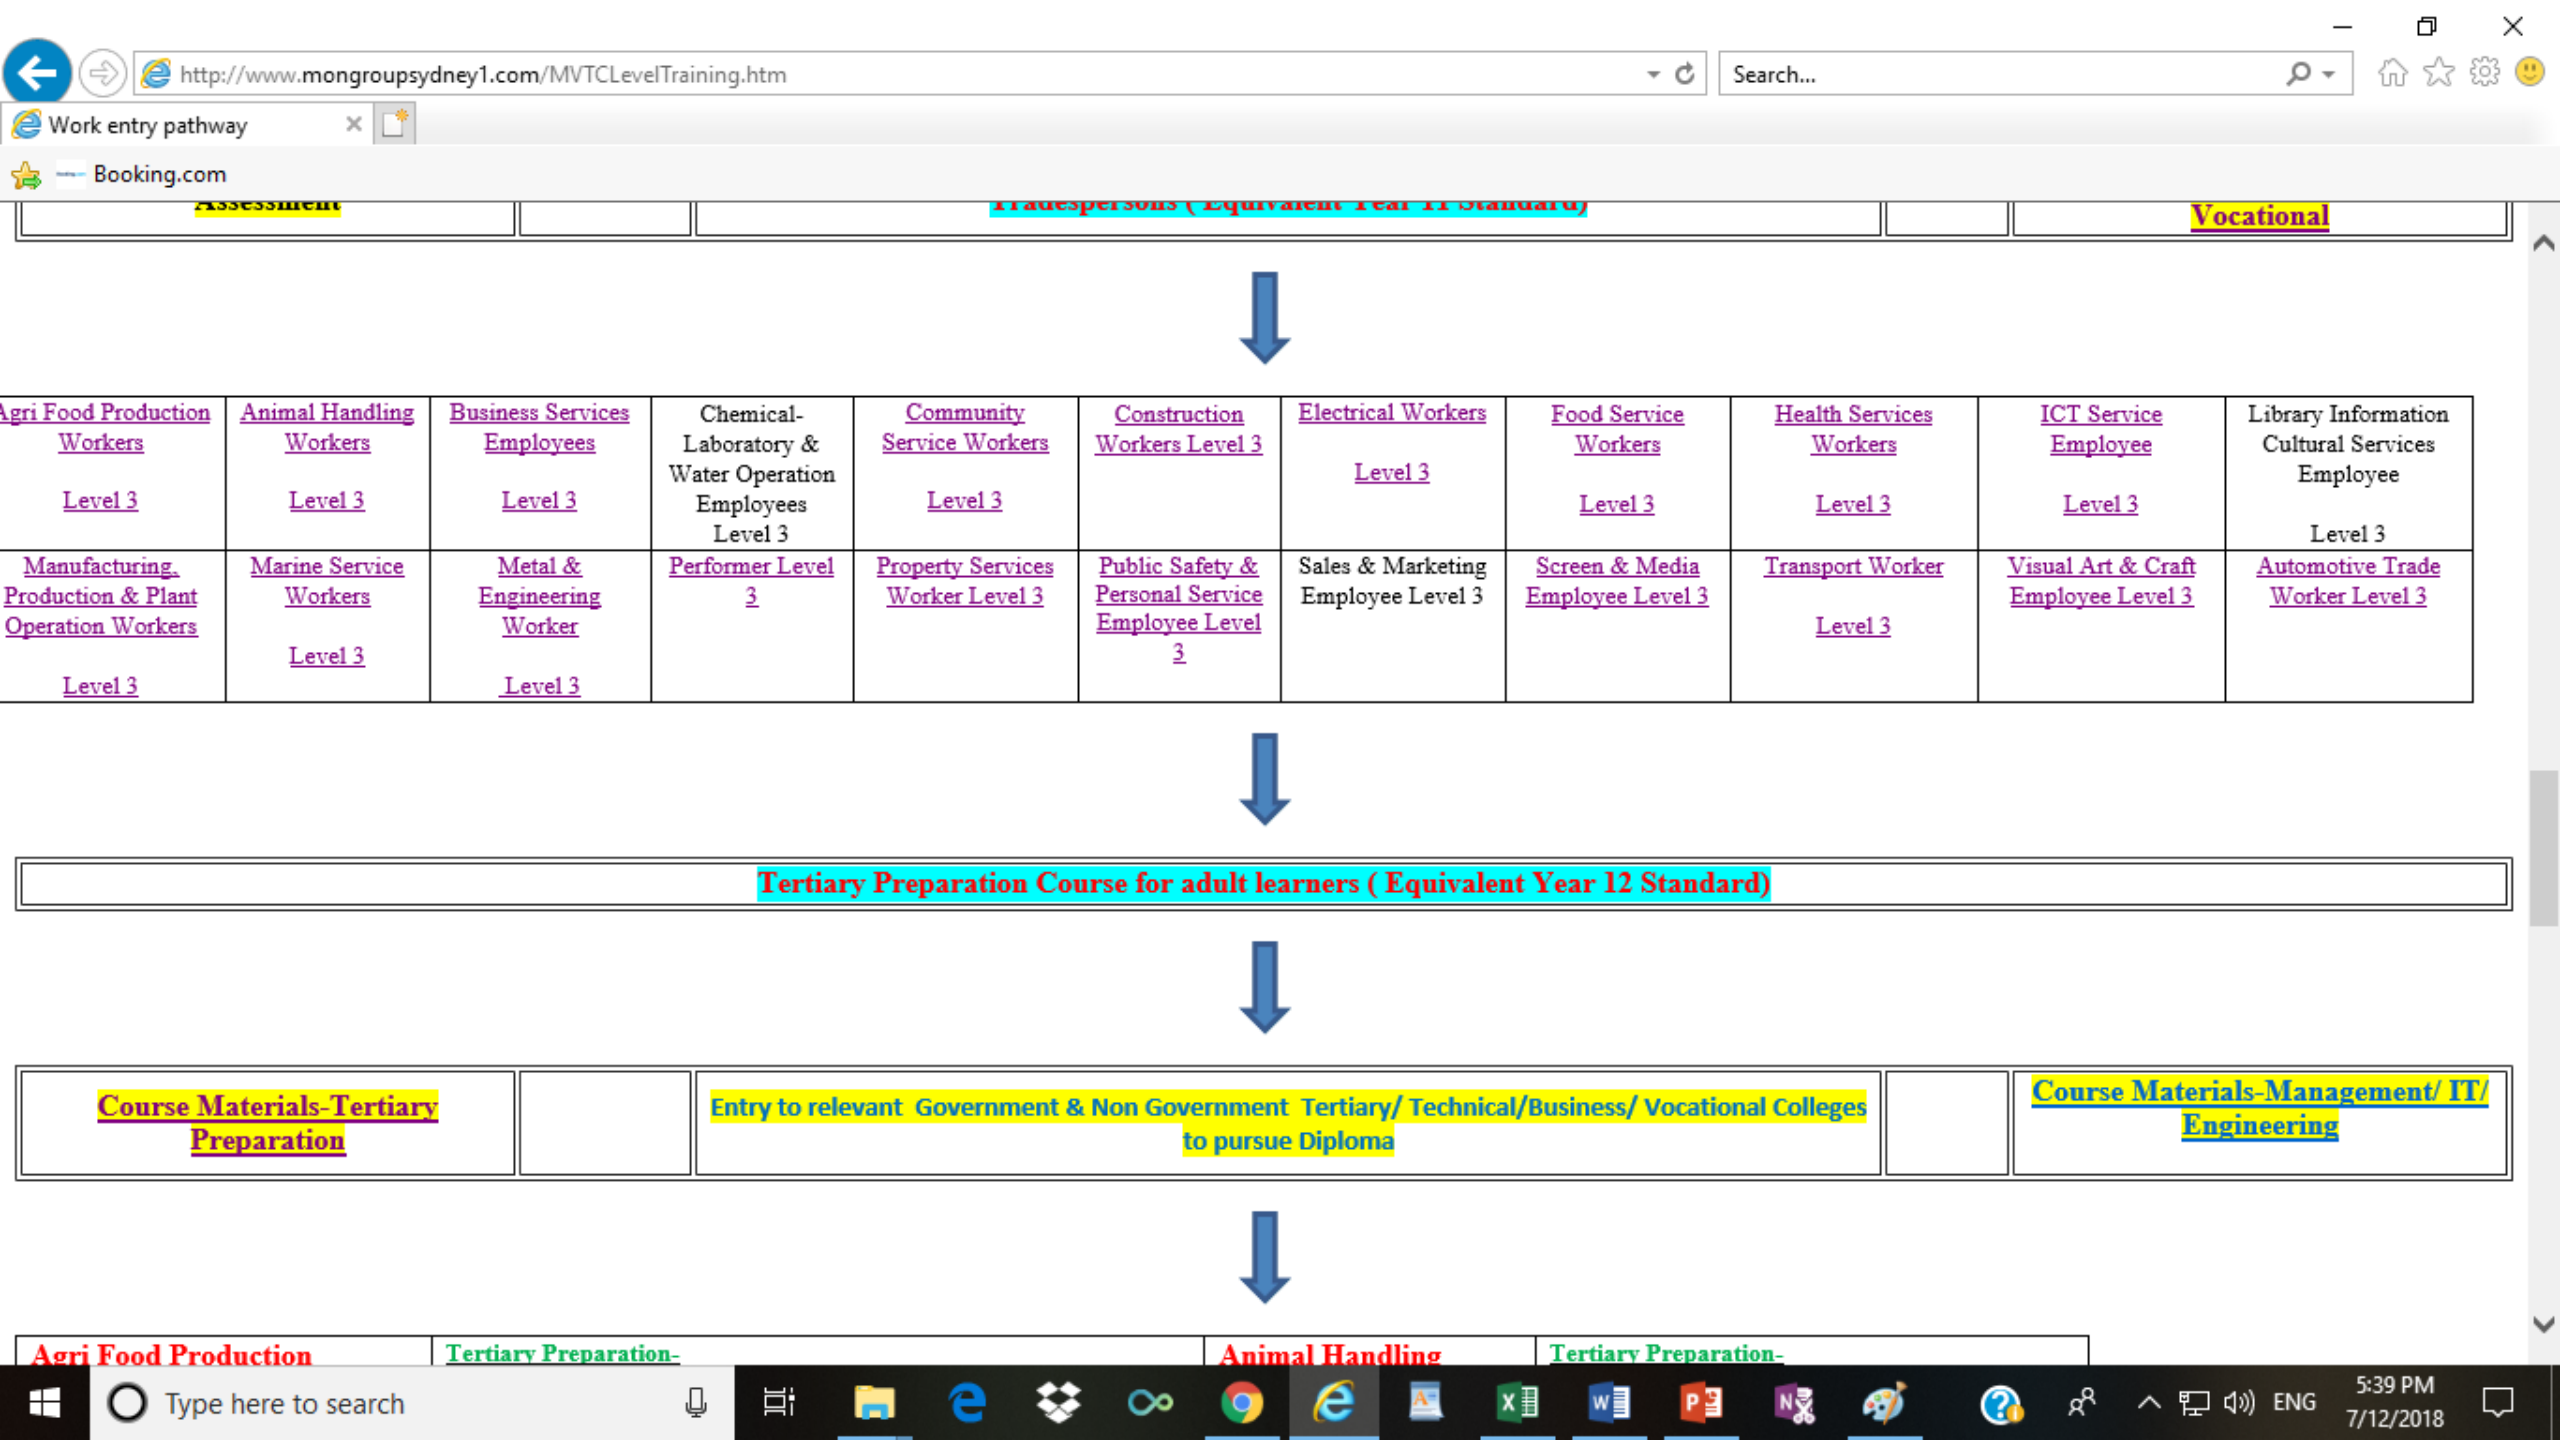 http://www.mongroupsydney1.com/MVTCLevelTraining.htm
Search...
Work entry pathway
Booking.com
Assessment
Tradespersons ( Equivalent Year 11 Standard)
Vocational
Agri Food Production
Workers
Level 3
Animal Handling
Workers
Level 3
Business Services
Employees
Level 3
Chemical-
Laboratory &
Water Operation
Employees
Level 3
Community
Service Workers
Level 3
Construction
Workers Level 3
Electrical Workers
Level 3
Food Service
Workers
Level 3
Health Services
Workers
Level 3
ICT Service
Employee
Level 3
Library Information
Cultural Services
Employee
Level 3
Manufacturing,
Production & Plant
Operation Workers
Level 3
Marine Service
Workers
Level 3
Metal &
Engineering
Worker
Level 3
Performer Level
3
Property Services
Worker Level 3
Public Safety &
Personal Service
Employee Level
3
Sales & Marketing
Employee Level 3
Screen & Media
Employee Level 3
Transport Worker
Level 3
Visual Art & Craft
Employee Level 3
Automotive Trade
Worker Level 3
Tertiary Preparation Course for adult learners ( Equivalent Year 12 Standard)
Course Materials-Tertiary
Preparation
Entry to relevant Government & Non Government Tertiary/ Technical/Business/ Vocational Colleges
to pursue Diploma
Course Materials-Management/ IT/
Engineering
Agri Food Production
Tertiary Preparation-
Animal Handling
Tertiary Preparation-
Type here to search
ENG
5:39 PM
7/12/2018